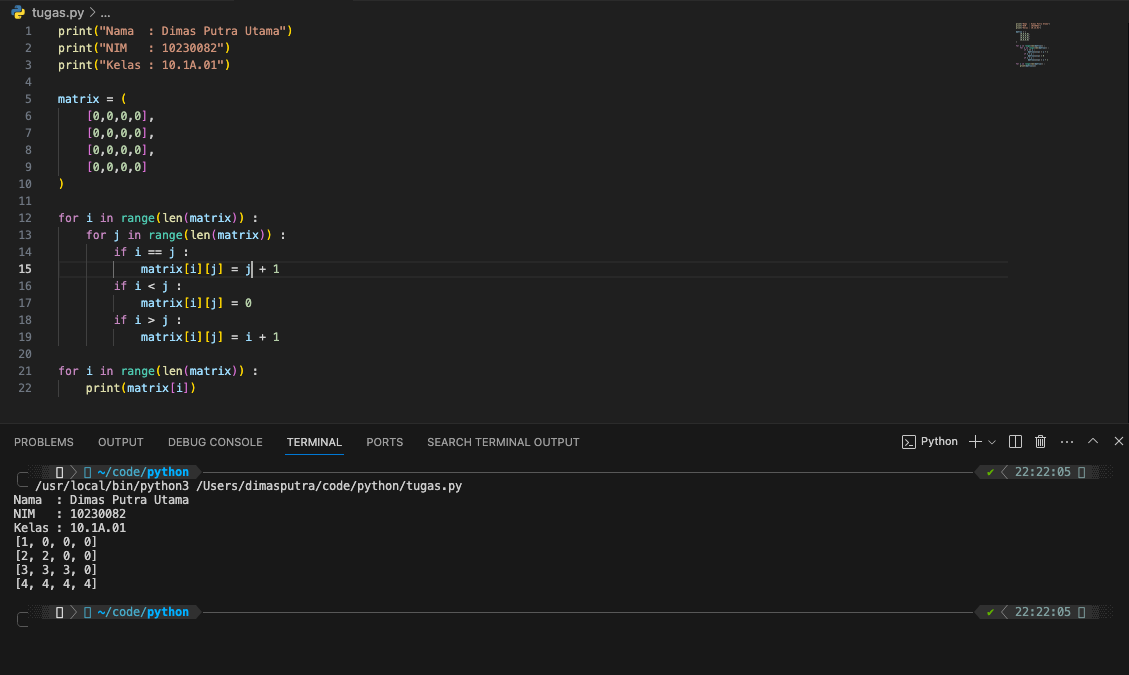 tugas.py > ...
1 print("Nama  : Dimas Putra Utama")
2 print("NIM   : 10230082")
3 print("Kelas : 10.1A.01")
4
5 matrix = (
6     [0,0,0,0],
7     [0,0,0,0],
8     [0,0,0,0],
9     [0,0,0,0]
10 )
11
12 for i in range(len(matrix)) :
13     for j in range(len(matrix)) :
14         if i == j :
15             matrix[i][j] = j + 1
16         if i < j :
17             matrix[i][j] = 0
18         if i > j :
19             matrix[i][j] = i + 1
20
21 for i in range(len(matrix)) :
22     print(matrix[i])
PROBLEMS OUTPUT DEBUG CONSOLE TERMINAL PORTS SEARCH TERMINAL OUTPUT Python
~/code/python ✔ 22:22:05
/usr/local/bin/python3 /Users/dimasputra/code/python/tugas.py
Nama  : Dimas Putra Utama
NIM   : 10230082
Kelas : 10.1A.01
[1, 0, 0, 0]
[2, 2, 0, 0]
[3, 3, 3, 0]
[4, 4, 4, 4]
~/code/python ✔ 22:22:05